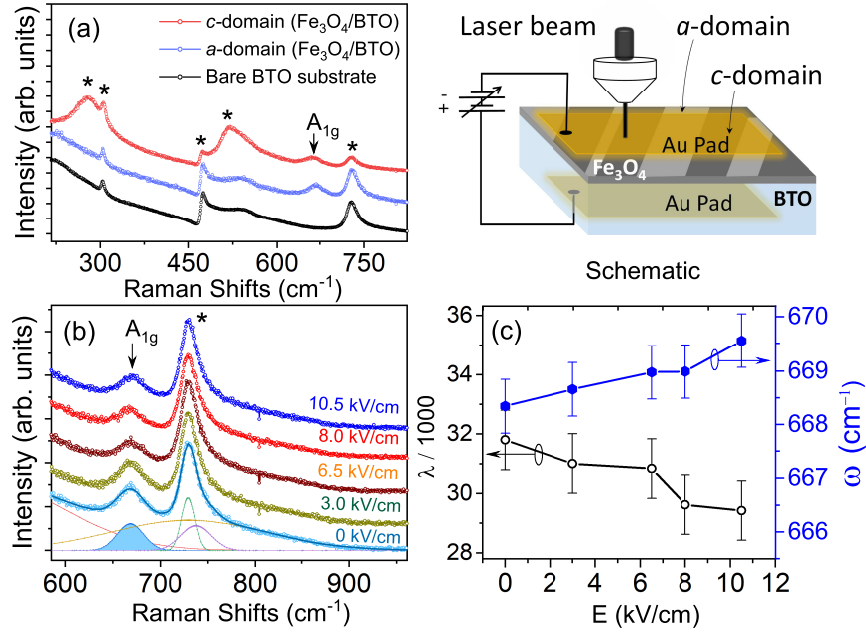 (a)
* c-domain (Fe₃O₄/BTO)
* a-domain (Fe₃O₄/BTO)
* Bare BTO substrate
* *
* *
A₁g
*
Intensity (arb. units)
300 450 600 750
Raman Shifts (cm⁻¹)
Laser beam
a-domain
c-domain
-
+
Au Pad
Fe₃O₄
Au Pad
BTO
Schematic
(b)
A₁g
*
10.5 kV/cm
8.0 kV/cm
6.5 kV/cm
3.0 kV/cm
0 kV/cm
Intensity (arb. units)
600 700 800 900
Raman Shifts (cm⁻¹)
(c)
36
34
32
30
28
λ / 1000
670
669
668
667
666
ω (cm⁻¹)
0 2 4 6 8 10 12
E (kV/cm)